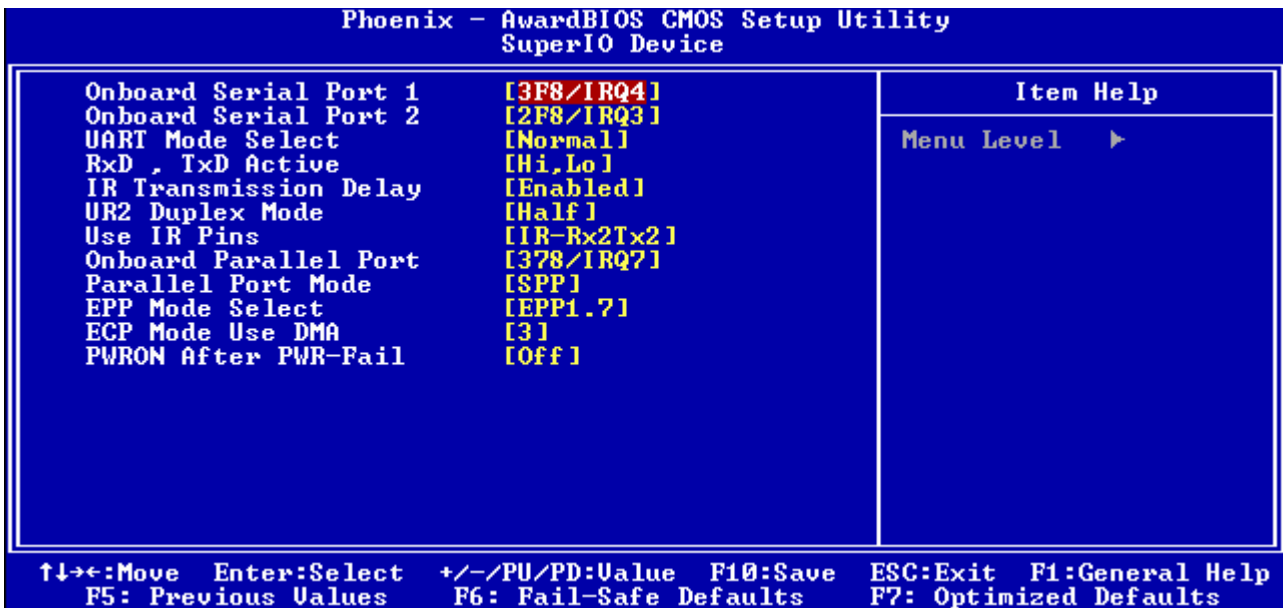 Phoenix - AwardBIOS CMOS Setup Utility
SuperIO Device
Onboard Serial Port 1 [3F8/IRQ4]
Onboard Serial Port 2 [2F8/IRQ3]
UART Mode Select [Normal]
RxD , TxD Active [Hi,Lo]
IR Transmission Delay [Enabled]
UR2 Duplex Mode [Half]
Use IR Pins [IR-Rx2Tx2]
Onboard Parallel Port [378/IRQ7]
Parallel Port Mode [SPP]
EPP Mode Select [EPP1.7]
ECP Mode Use DMA [3]
PWRON After PWR-Fail [Off]
Item Help
Menu Level ►
↑↓→←:Move Enter:Select +/-/PU/PD:Value F10:Save ESC:Exit F1:General Help
F5: Previous Values F6: Fail-Safe Defaults F7: Optimized Defaults